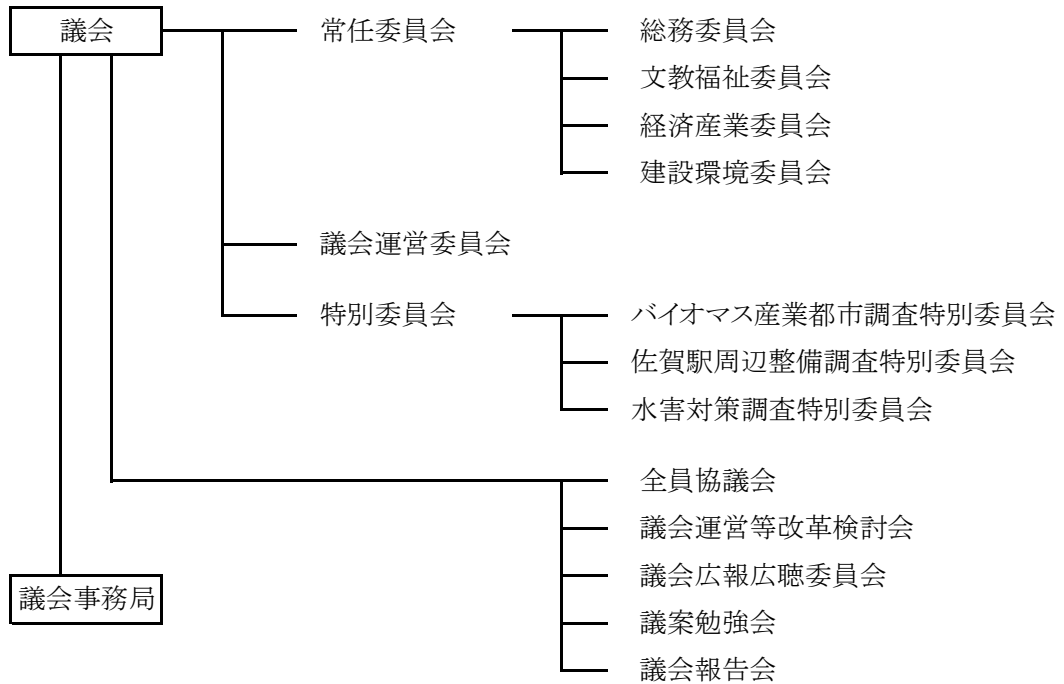 議会
常任委員会
総務委員会
文教福祉委員会
経済産業委員会
建設環境委員会
議会運営委員会
特別委員会
バイオマス産業都市調査特別委員会
佐賀駅周辺整備調査特別委員会
水害対策調査特別委員会
全員協議会
議会運営等改革検討会
議会広報広聴委員会
議案勉強会
議会報告会
議会事務局